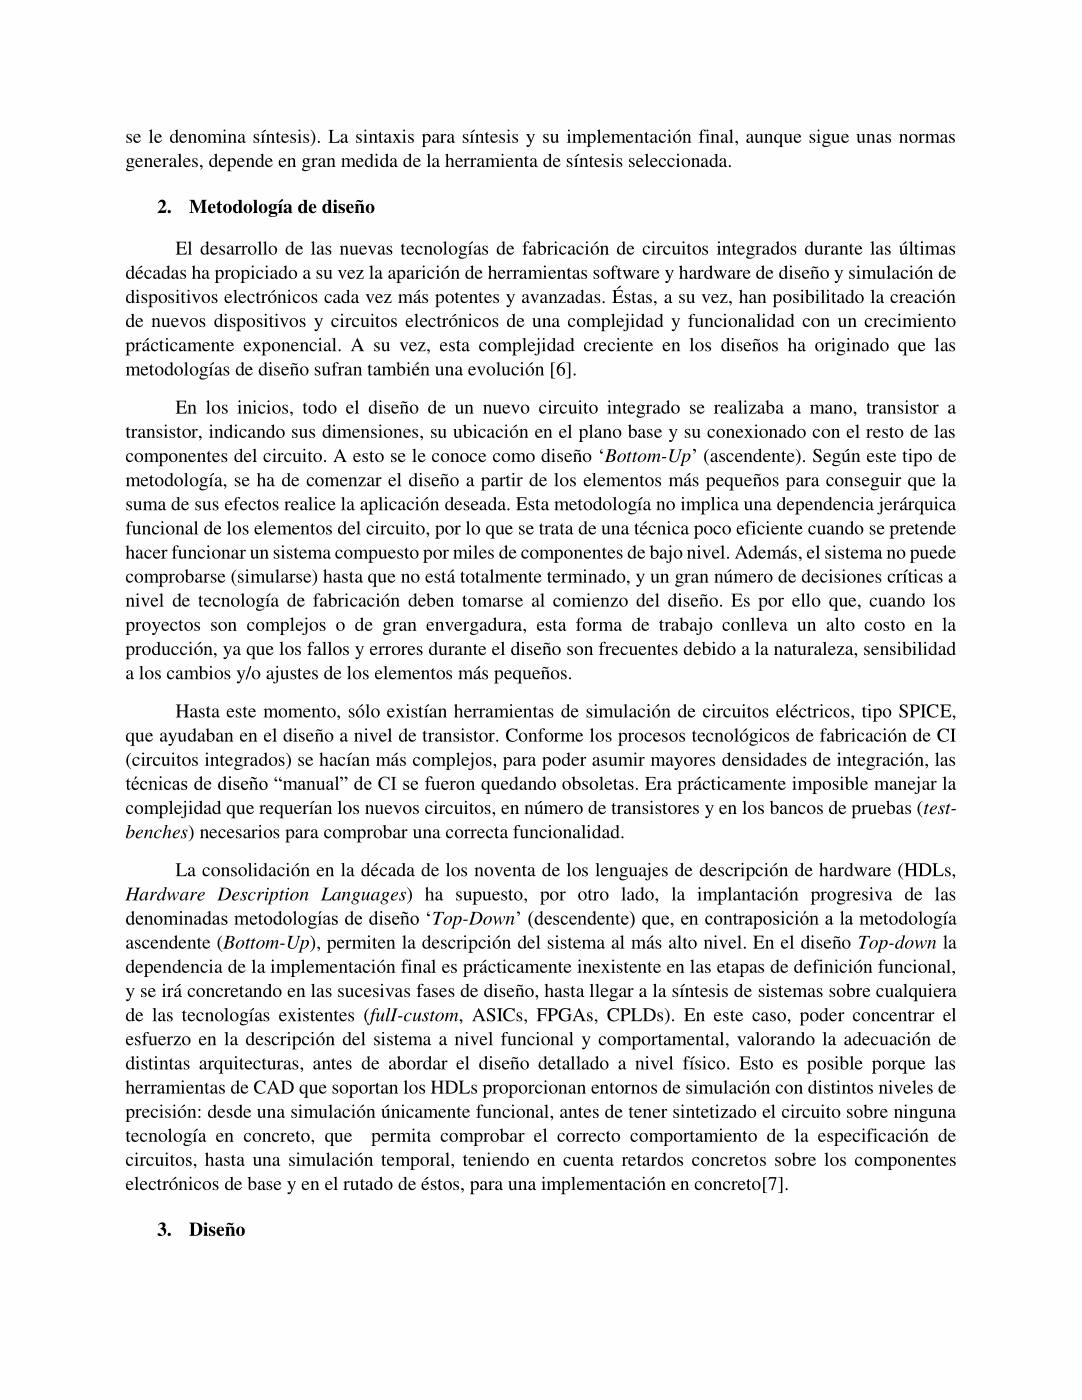 se le denomina síntesis). La sintaxis para síntesis y su implementación final, aunque sigue unas normas
generales, depende en gran medida de la herramienta de síntesis seleccionada.
2. Metodología de diseño
El desarrollo de las nuevas tecnologías de fabricación de circuitos integrados durante las últimas
décadas ha propiciado a su vez la aparición de herramientas software y hardware de diseño y simulación de
dispositivos electrónicos cada vez más potentes y avanzadas. Éstas, a su vez, han posibilitado la creación
de nuevos dispositivos y circuitos electrónicos de una complejidad y funcionalidad con un crecimiento
prácticamente exponencial. A su vez, esta complejidad creciente en los diseños ha originado que las
metodologías de diseño sufran también una evolución [6].
En los inicios, todo el diseño de un nuevo circuito integrado se realizaba a mano, transistor a
transistor, indicando sus dimensiones, su ubicación en el plano base y su conexionado con el resto de las
componentes del circuito. A esto se le conoce como diseño ‘Bottom-Up’ (ascendente). Según este tipo de
metodología, se ha de comenzar el diseño a partir de los elementos más pequeños para conseguir que la
suma de sus efectos realice la aplicación deseada. Esta metodología no implica una dependencia jerárquica
funcional de los elementos del circuito, por lo que se trata de una técnica poco eficiente cuando se pretende
hacer funcionar un sistema compuesto por miles de componentes de bajo nivel. Además, el sistema no puede
comprobarse (simularse) hasta que no está totalmente terminado, y un gran número de decisiones críticas a
nivel de tecnología de fabricación deben tomarse al comienzo del diseño. Es por ello que, cuando los
proyectos son complejos o de gran envergadura, esta forma de trabajo conlleva un alto costo en la
producción, ya que los fallos y errores durante el diseño son frecuentes debido a la naturaleza, sensibilidad
a los cambios y/o ajustes de los elementos más pequeños.
Hasta este momento, sólo existían herramientas de simulación de circuitos eléctricos, tipo SPICE,
que ayudaban en el diseño a nivel de transistor. Conforme los procesos tecnológicos de fabricación de CI
(circuitos integrados) se hacían más complejos, para poder asumir mayores densidades de integración, las
técnicas de diseño “manual” de CI se fueron quedando obsoletas. Era prácticamente imposible manejar la
complejidad que requerían los nuevos circuitos, en número de transistores y en los bancos de pruebas (test-
benches) necesarios para comprobar una correcta funcionalidad.
La consolidación en la década de los noventa de los lenguajes de descripción de hardware (HDLs,
Hardware Description Languages) ha supuesto, por otro lado, la implantación progresiva de las
denominadas metodologías de diseño ‘Top-Down’ (descendente) que, en contraposición a la metodología
ascendente (Bottom-Up), permiten la descripción del sistema al más alto nivel. En el diseño Top-down la
dependencia de la implementación final es prácticamente inexistente en las etapas de definición funcional,
y se irá concretando en las sucesivas fases de diseño, hasta llegar a la síntesis de sistemas sobre cualquiera
de las tecnologías existentes (fulI-custom, ASICs, FPGAs, CPLDs). En este caso, poder concentrar el
esfuerzo en la descripción del sistema a nivel funcional y comportamental, valorando la adecuación de
distintas arquitecturas, antes de abordar el diseño detallado a nivel físico. Esto es posible porque las
herramientas de CAD que soportan los HDLs proporcionan entornos de simulación con distintos niveles de
precisión: desde una simulación únicamente funcional, antes de tener sintetizado el circuito sobre ninguna
tecnología en concreto, que permita comprobar el correcto comportamiento de la especificación de
circuitos, hasta una simulación temporal, teniendo en cuenta retardos concretos sobre los componentes
electrónicos de base y en el rutado de éstos, para una implementación en concreto[7].
3. Diseño